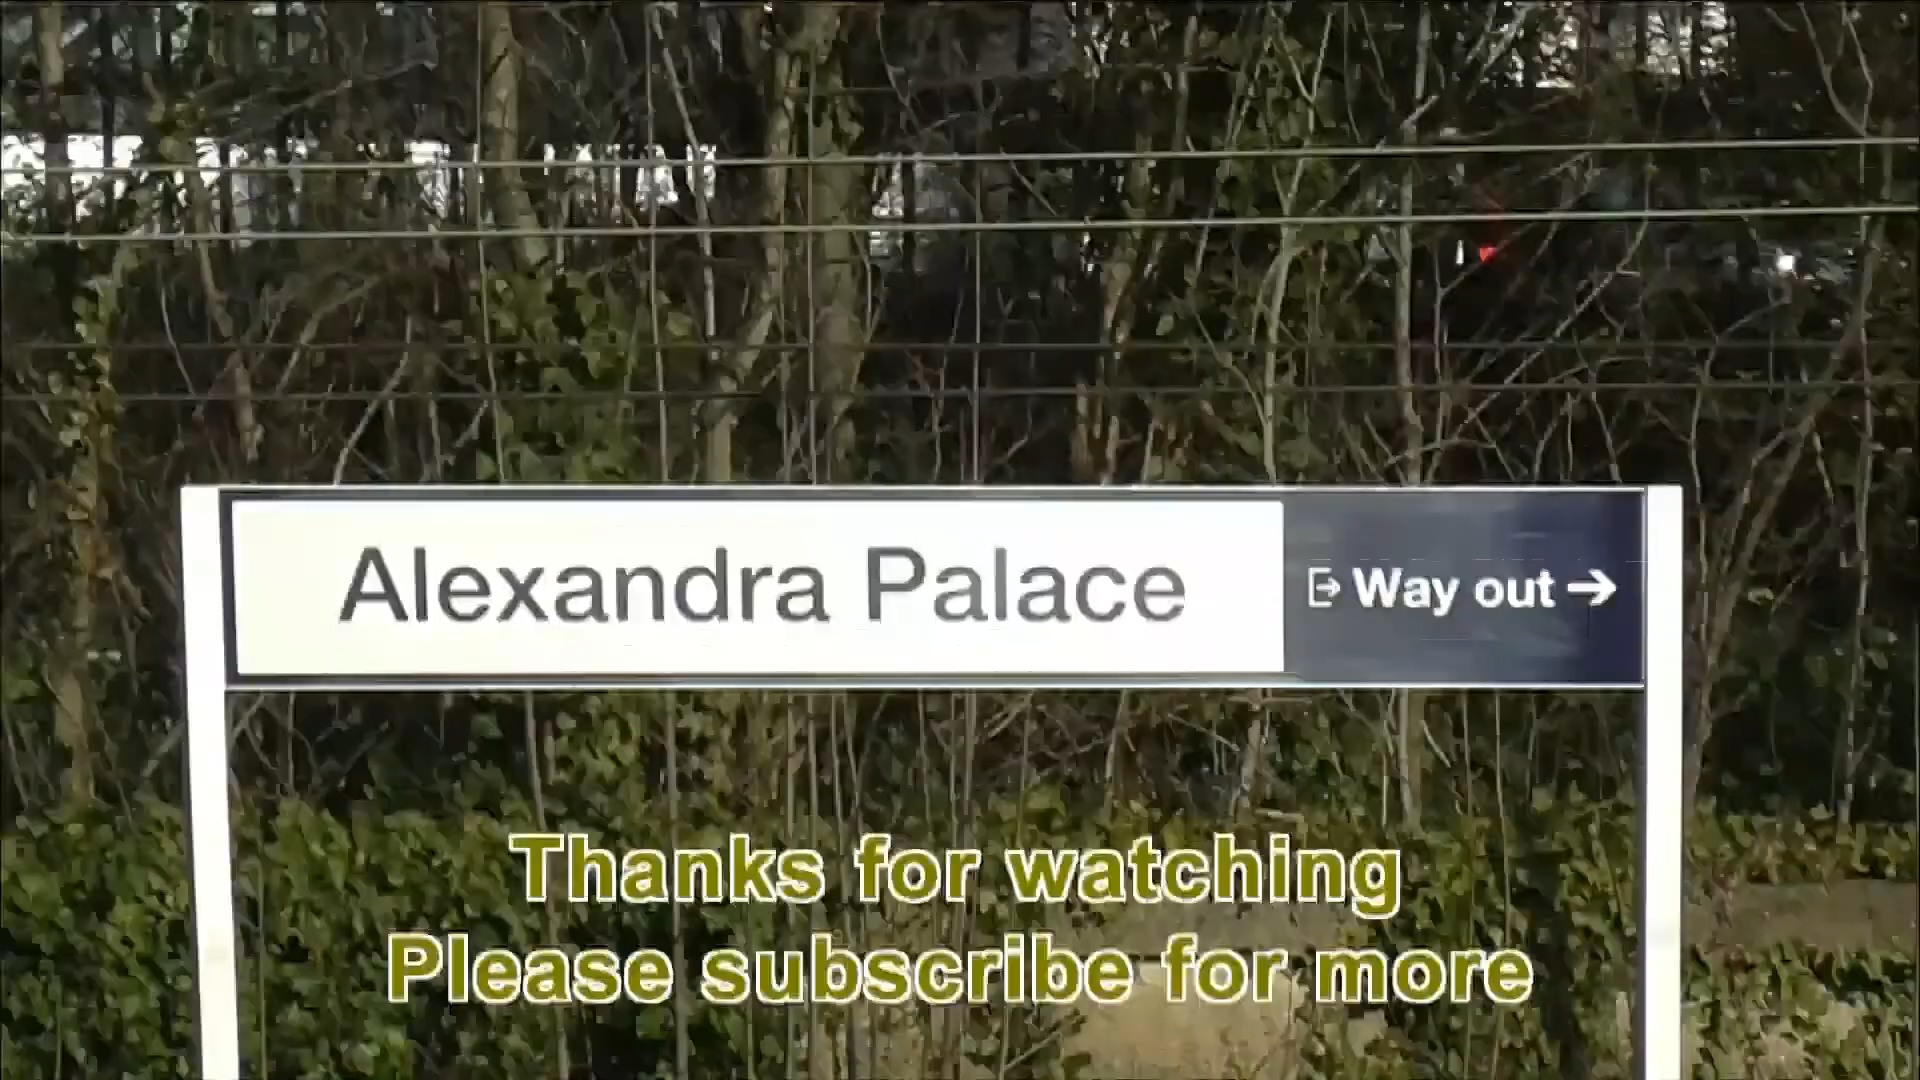 Alexandra Palace
Way out →
Thanks for watching
Please subscribe for more